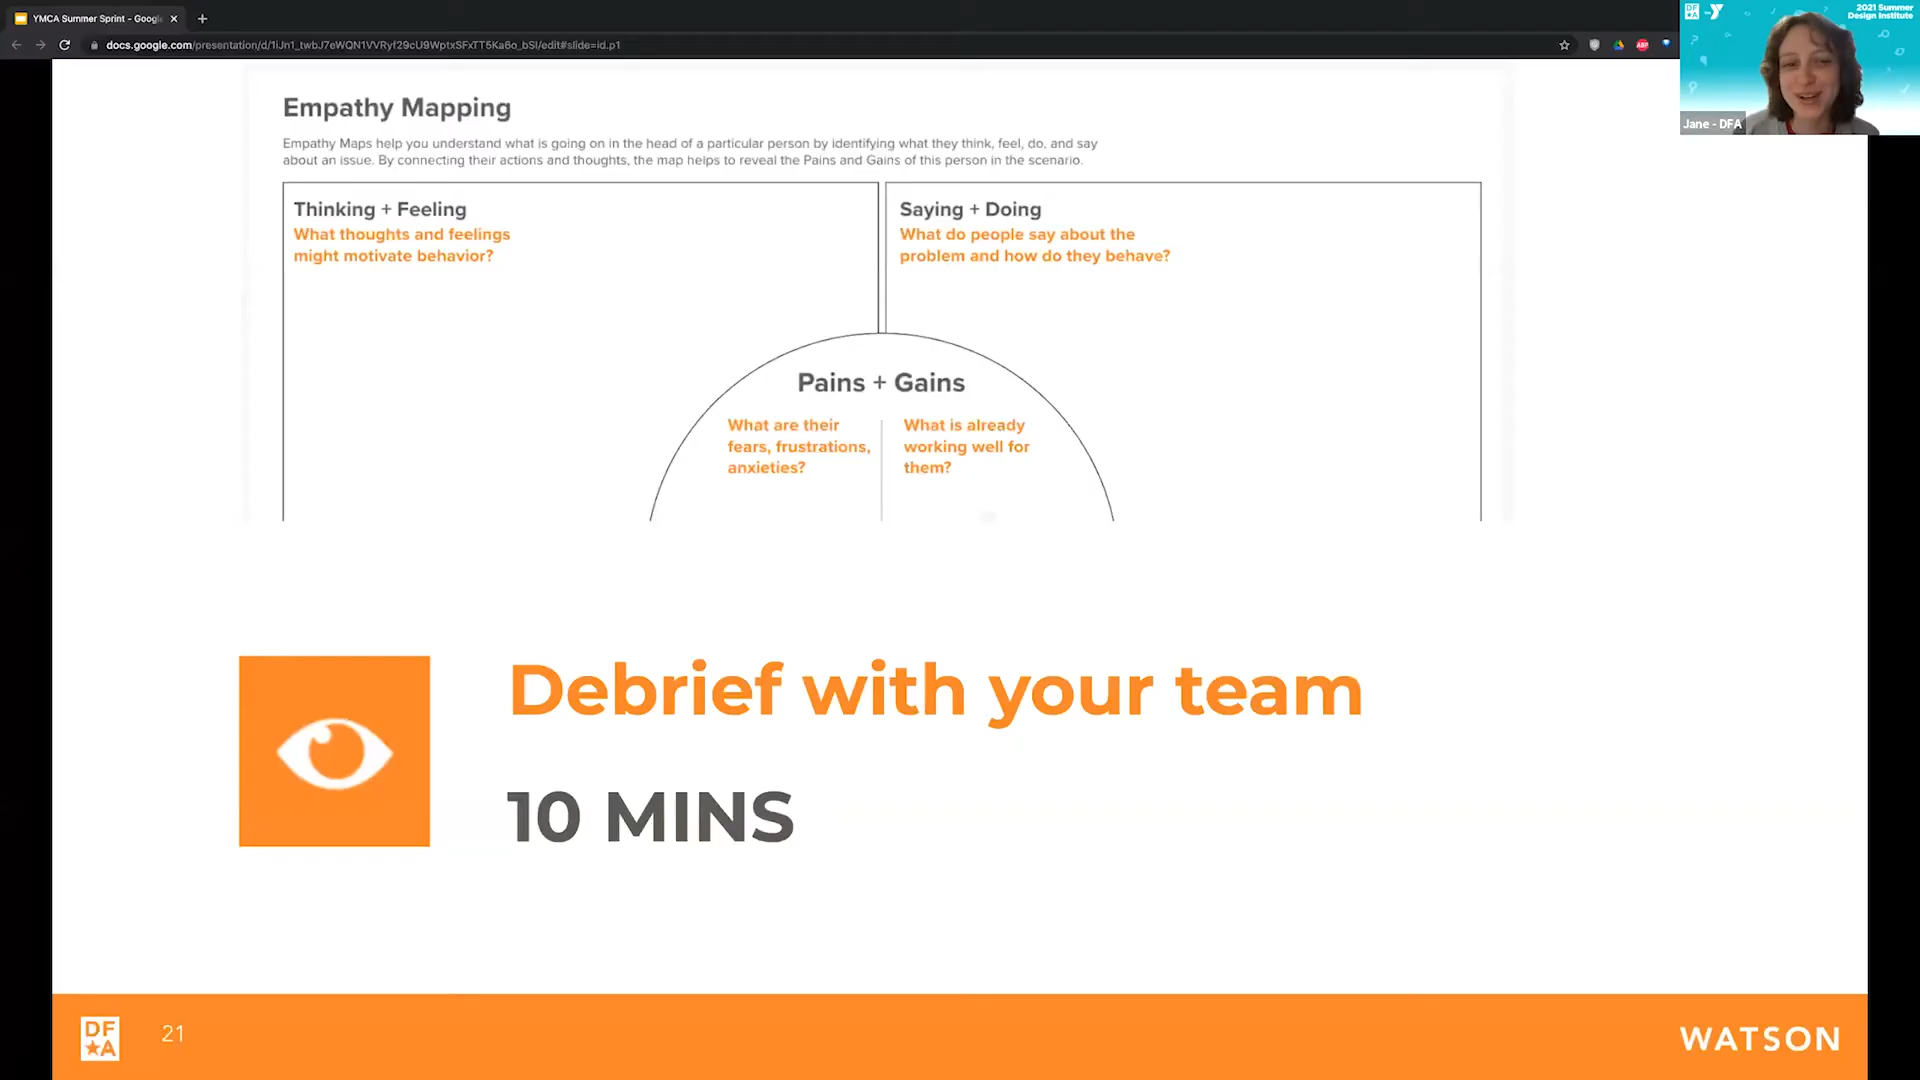 YMCA Summer Sprint - Googl
docs.google.com/presentation/d/1iJn1_twbJ7eWQN1VVRyf29cU9WptxSFxTT5Ka6o_bSI/edit#slide=id.p1
ABP
DF
A
Y
2021 Summer
Design Institute
Jane - DFA
Empathy Mapping
Empathy Maps help you understand what is going on in the head of a particular person by identifying what they think, feel, do, and say
about an issue. By connecting their actions and thoughts, the map helps to reveal the Pains and Gains of this person in the scenario.
Thinking + Feeling
What thoughts and feelings
might motivate behavior?
Saying + Doing
What do people say about the
problem and how do they behave?
Pains + Gains
What are their
fears, frustrations,
anxieties?
What is already
working well for
them?
Debrief with your team
10 MINS
DF
A
21
WATSON